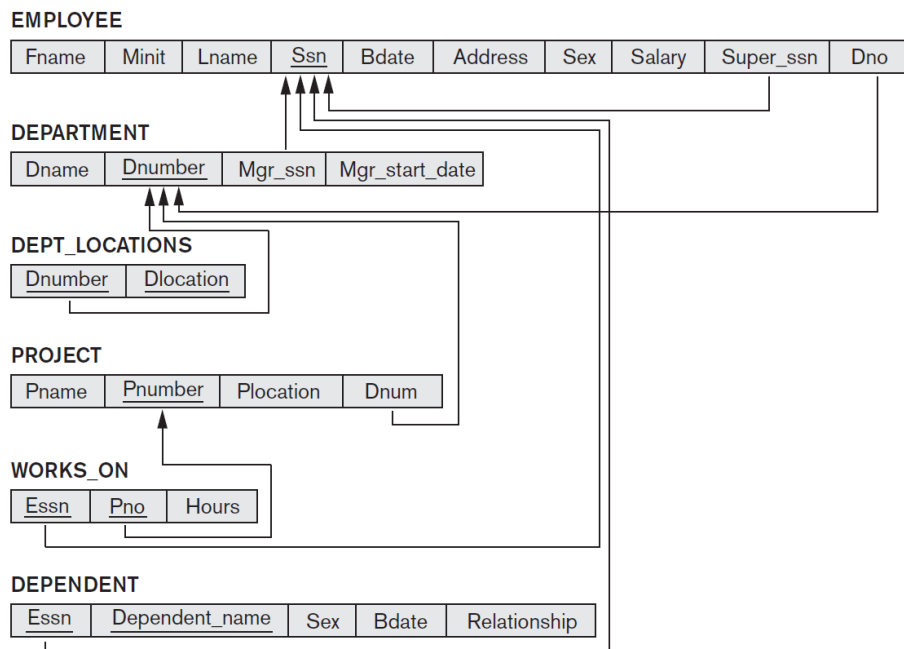 EMPLOYEE
Fname Minit Lname Ssn Bdate Address Sex Salary Super_ssn Dno
DEPARTMENT
Dname Dnumber Mgr_ssn Mgr_start_date
DEPT_LOCATIONS
Dnumber Dlocation
PROJECT
Pname Pnumber Plocation Dnum
WORKS_ON
Essn Pno Hours
DEPENDENT
Essn Dependent_name Sex Bdate Relationship